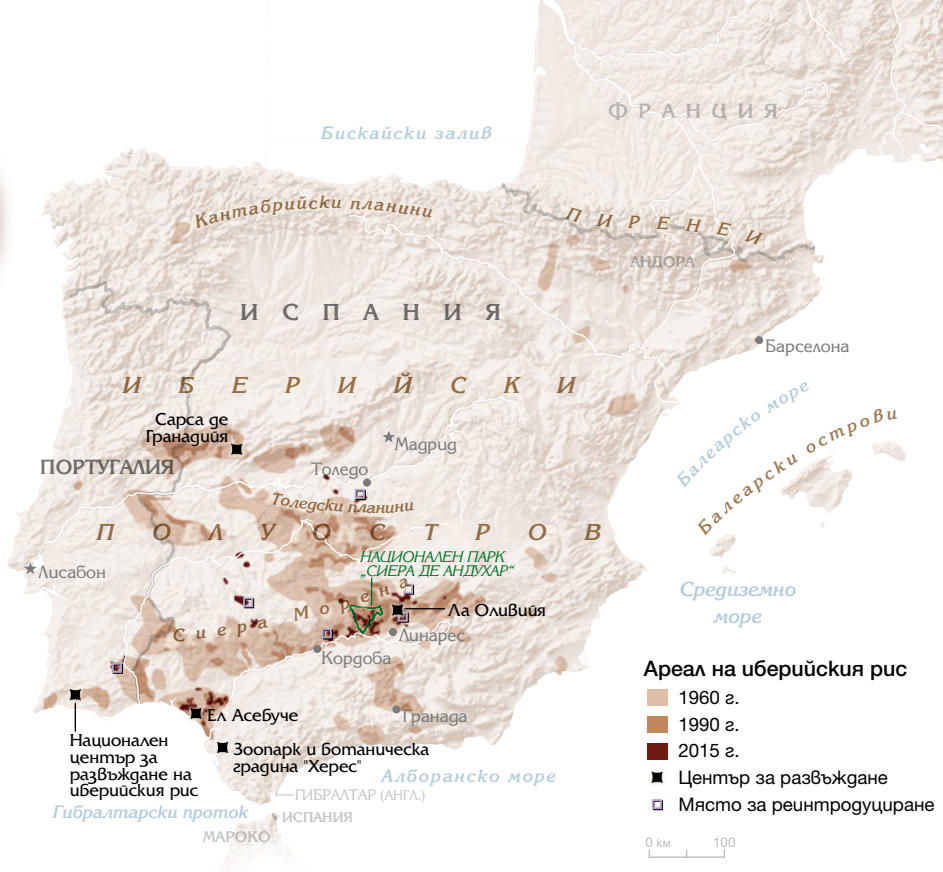 ФРАНЦИЯ
Бискайски залив
Кантабрийски планини
ПИРЕНЕИ
АНДОРА
ИСПАНИЯ
Барселона
ИБЕРИЙСКИ
Балеарско море
Балеарски острови
Сарса де
Гранадийя
Мадрид
ПОРТУГАЛИЯ
Толедо
Толедски планини
ПОЛУОСТРОВ
НАЦИОНАЛЕН ПАРК
„СИЕРА ДЕ АНДУХАР“
Лисабон
Средиземно
море
Сиера Морена
Ла Оливийя
Линарес
Кордоба
Ареал на иберийския рис
1960 г.
1990 г.
2015 г.
Център за развъждане
Място за реинтродуциране
0 км 100
Гранада
Ел Асебуче
Национален
център за
развъждане на
иберийския рис
Зоопарк и ботаническа
градина "Херес"
Алборанско море
ГИБРАЛТАР (АНГЛ.)
Гибралтарски проток
ИСПАНИЯ
МАРОКО